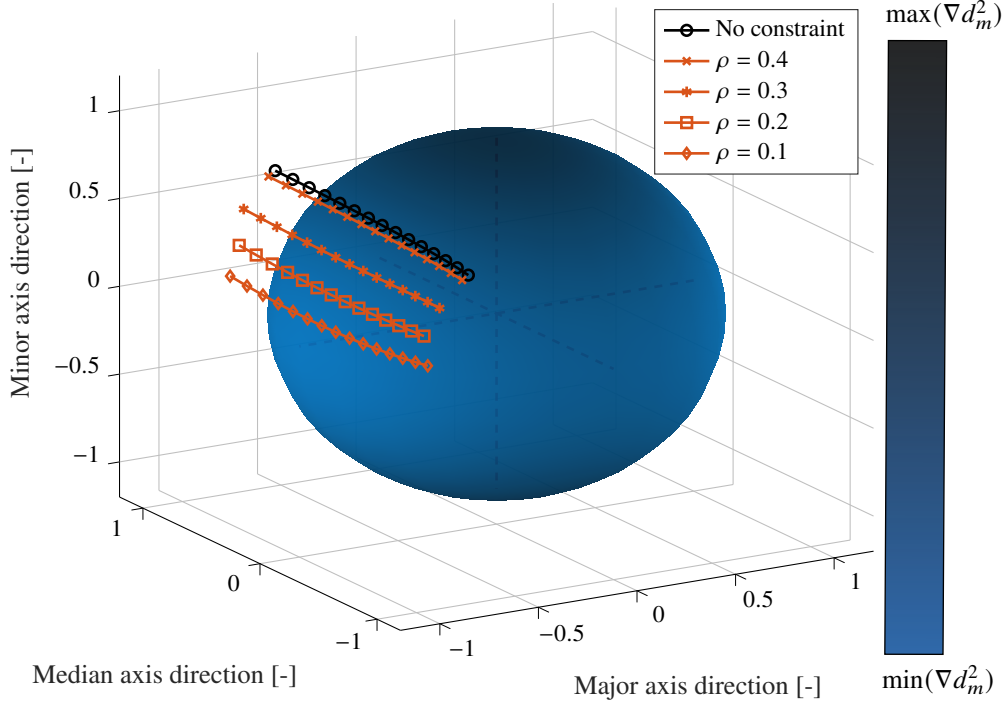 max(∇d_m^2)
No constraint
ρ = 0.4
ρ = 0.3
ρ = 0.2
ρ = 0.1
Minor axis direction [-]
1
0.5
0
−0.5
−1
1
0
−1
−1
−0.5
0
0.5
1
Median axis direction [-]
Major axis direction [-]
min(∇d_m^2)